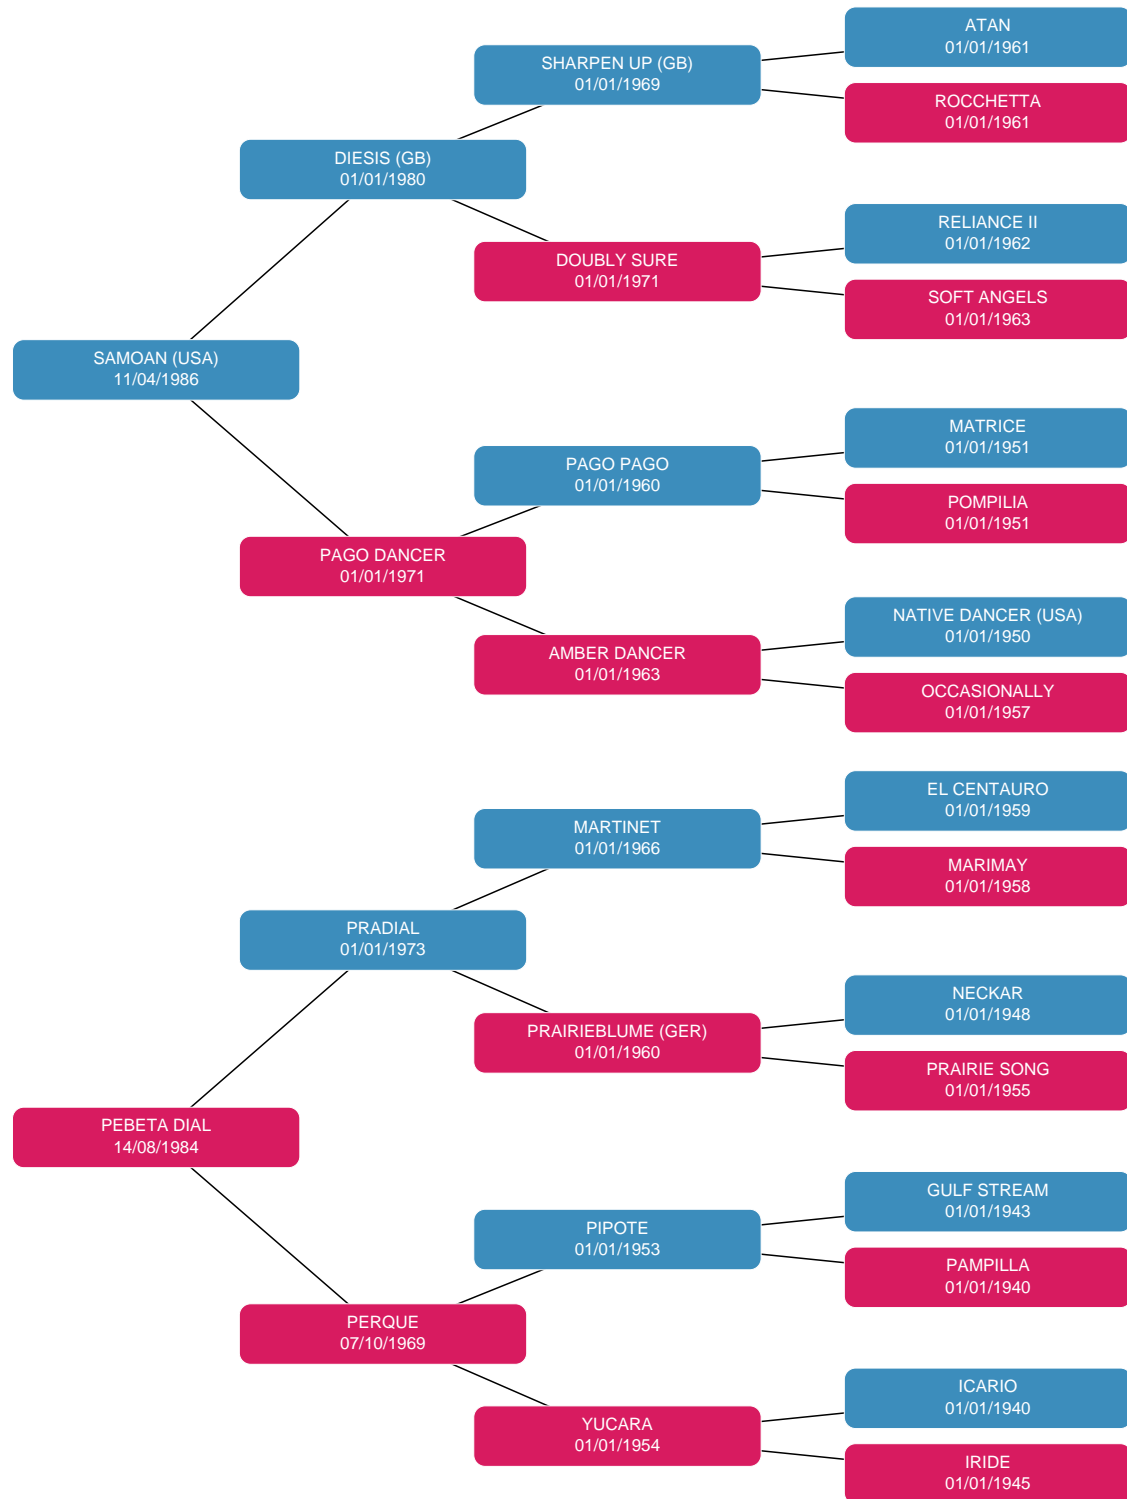 ATAN
01/01/1961
SHARPEN UP (GB)
01/01/1969
ROCCHETTA
01/01/1961
DIESIS (GB)
01/01/1980
RELIANCE II
01/01/1962
DOUBLY SURE
01/01/1971
SOFT ANGELS
01/01/1963
SAMOAN (USA)
11/04/1986
MATRICE
01/01/1951
PAGO PAGO
01/01/1960
POMPILIA
01/01/1951
PAGO DANCER
01/01/1971
NATIVE DANCER (USA)
01/01/1950
AMBER DANCER
01/01/1963
OCCASIONALLY
01/01/1957
EL CENTAURO
01/01/1959
MARTINET
01/01/1966
MARIMAY
01/01/1958
PRADIAL
01/01/1973
NECKAR
01/01/1948
PRAIRIEBLUME (GER)
01/01/1960
PRAIRIE SONG
01/01/1955
PEBETA DIAL
14/08/1984
GULF STREAM
01/01/1943
PIPOTE
01/01/1953
PAMPILLA
01/01/1940
PERQUE
07/10/1969
ICARIO
01/01/1940
YUCARA
01/01/1954
IRIDE
01/01/1945